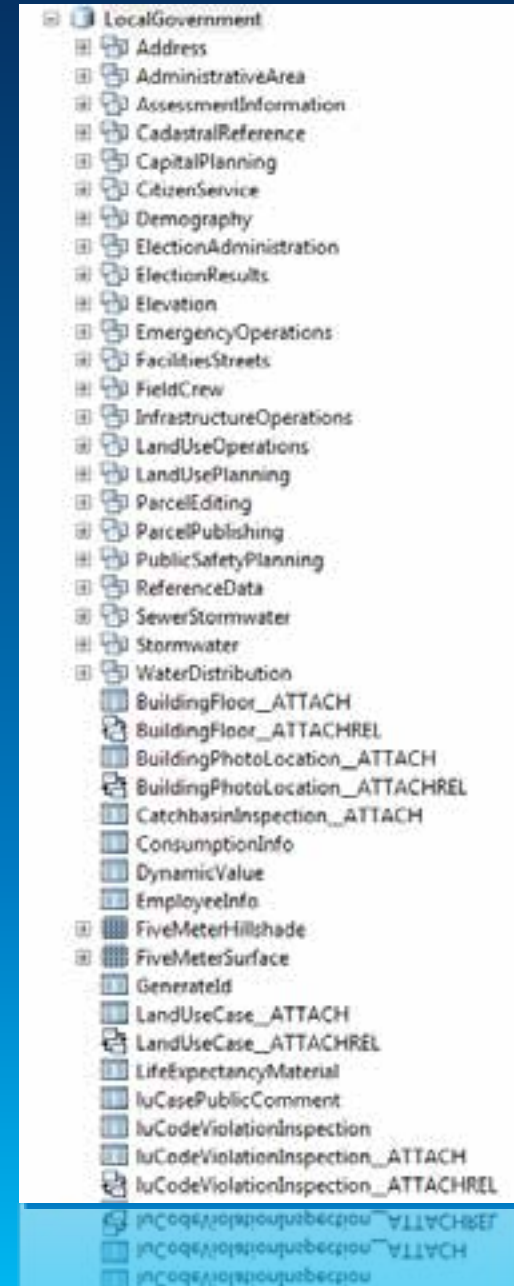 LocalGovernment
Address
AdministrativeArea
AssessmentInformation
CadastralReference
CapitalPlanning
CitizenService
Demography
ElectionAdministration
ElectionResults
Elevation
EmergencyOperations
FacilitiesStreets
FieldCrew
InfrastructureOperations
LandUseOperations
LandUsePlanning
ParcelEditing
ParcelPublishing
PublicSafetyPlanning
ReferenceData
SewerStormwater
Stormwater
WaterDistribution
BuildingFloor__ATTACH
BuildingFloor__ATTACHREL
BuildingPhotoLocation__ATTACH
BuildingPhotoLocation__ATTACHREL
CatchbasinInspection__ATTACH
ConsumptionInfo
DynamicValue
EmployeeInfo
FiveMeterHillshade
FiveMeterSurface
GenerateId
LandUseCase__ATTACH
LandUseCase__ATTACHREL
LifeExpectancyMaterial
luCasePublicComment
luCodeViolationInspection
luCodeViolationInspection__ATTACH
luCodeViolationInspection__ATTACHREL